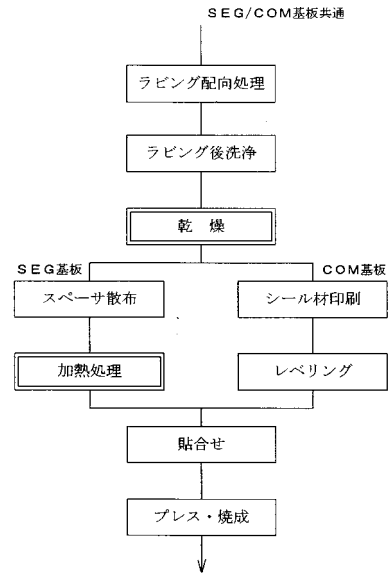 SEG/COM基板共通
ラビング配向処理
ラビング後洗浄
乾 燥
SEG基板
COM基板
スペーサ散布
シール材印刷
加熱処理
レベリング
貼合せ
プレス・焼成